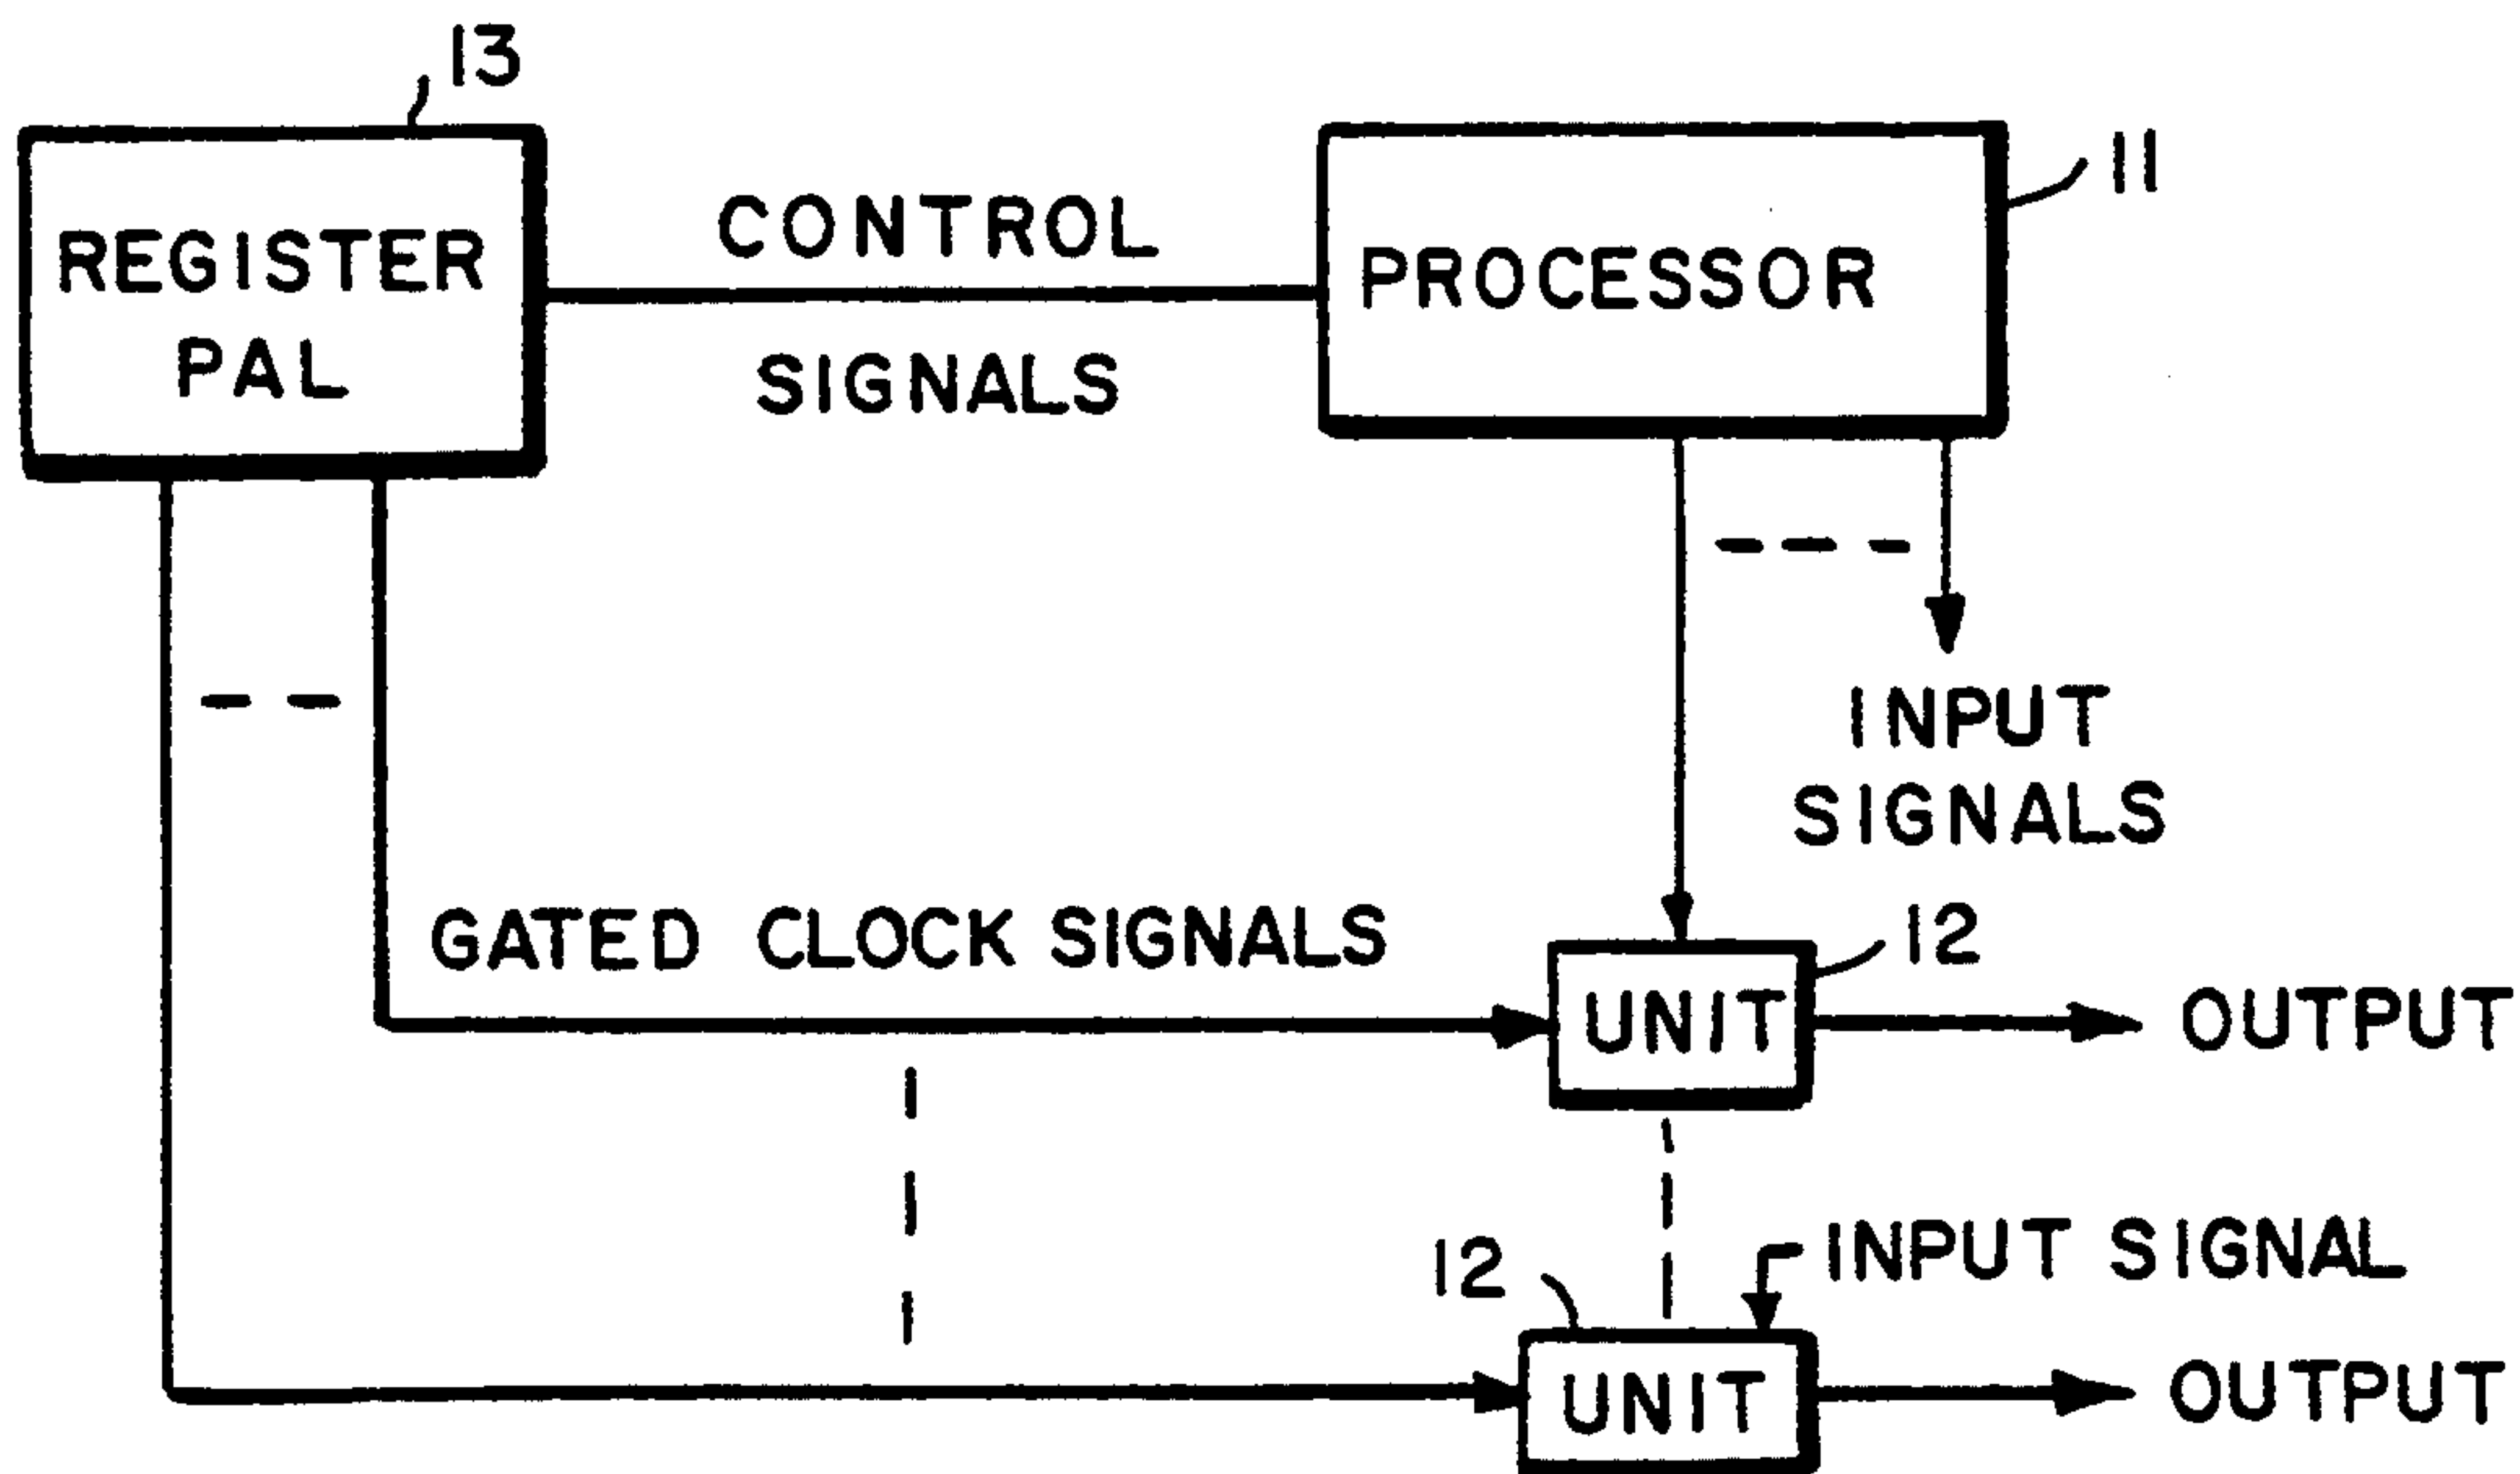 13
REGISTER
PAL
CONTROL
SIGNALS
PROCESSOR
11
INPUT
SIGNALS
GATED CLOCK SIGNALS
12
UNIT
OUTPUT
12
INPUT SIGNAL
UNIT
OUTPUT